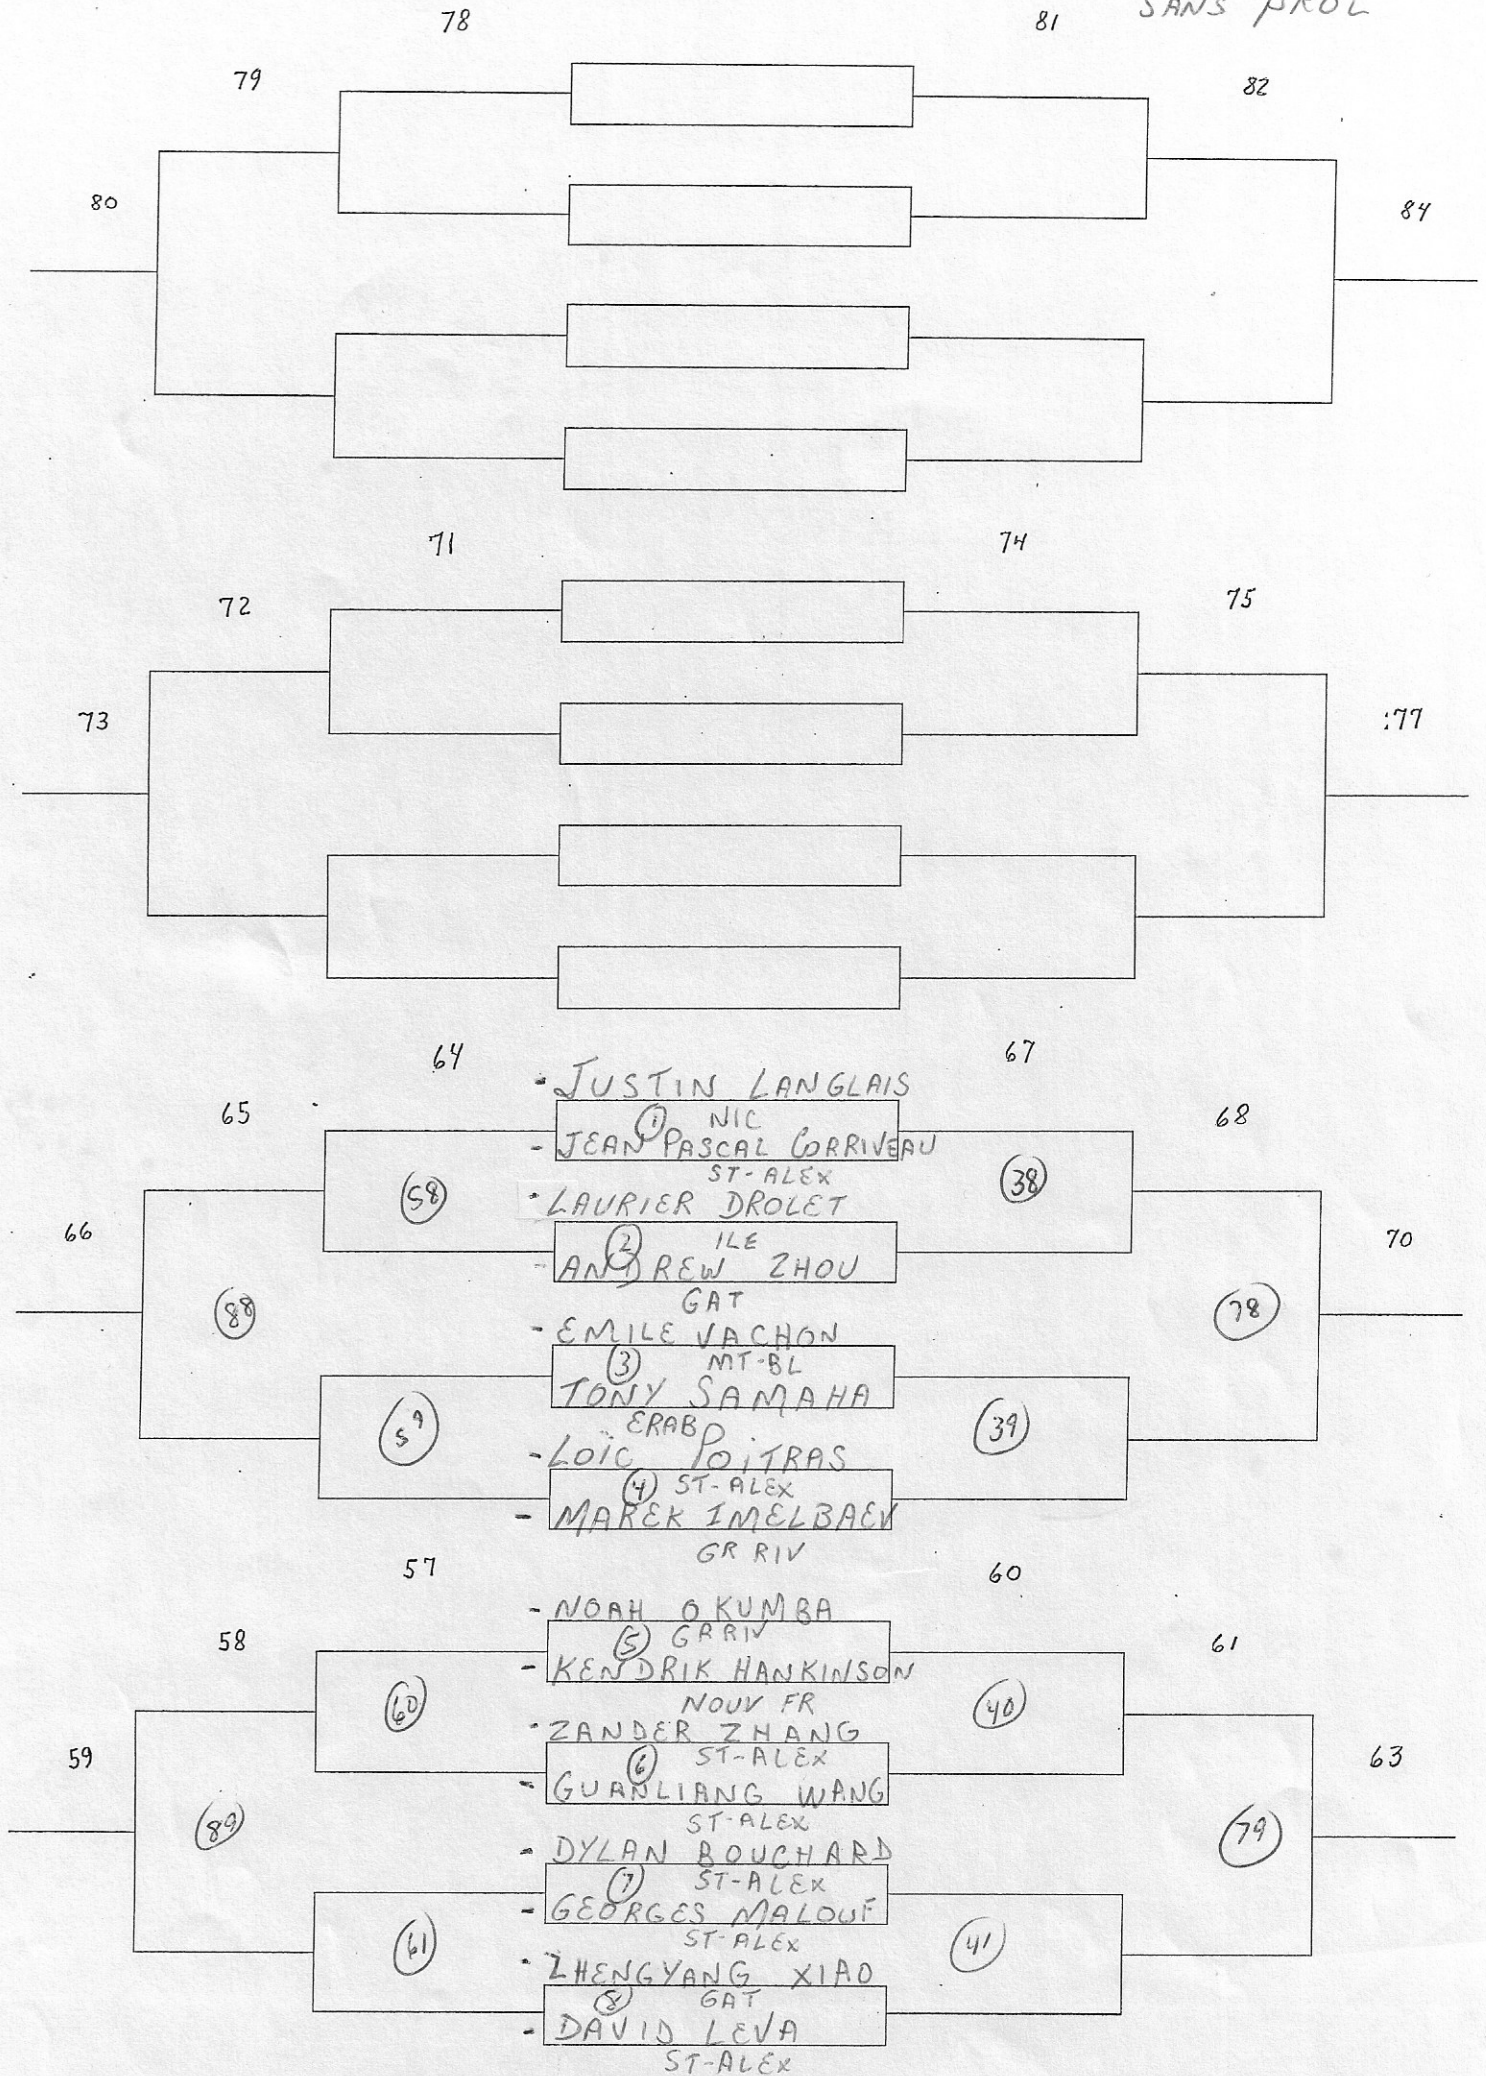 SANS PROL
78 81
79 82
80 84
71 74
72 75
73 77
64 67
- JUSTIN LANGLAIS
65 1 NIC 68
- JEAN PASCAL CORRIVEAU
ST-ALEX
58 38
- LAURIER DROLET
66 2 ILE 70
- ANDREW ZHOU
GAT
88 78
- EMILE VACHON
3 MT-BL
TONY SAMAHA
ERAB
59 39
- LOIC POITRAS
4 ST-ALEX
- MAREK IMELBAEV
GR RIV
57 60
- NOAH OKUMBA
58 5 GR RIV 61
- KENDRIK HANKINSON
NOUV FR
60 40
- ZANDER ZHANG
59 6 ST-ALEX 63
- GUANLIANG WANG
ST-ALEX
89 79
- DYLAN BOUCHARD
7 ST-ALEX
- GEORGES MALOUF
ST-ALEX
61 41
- ZHENGYANG XIAO
8 GAT
- DAVID LEVA
ST-ALEX